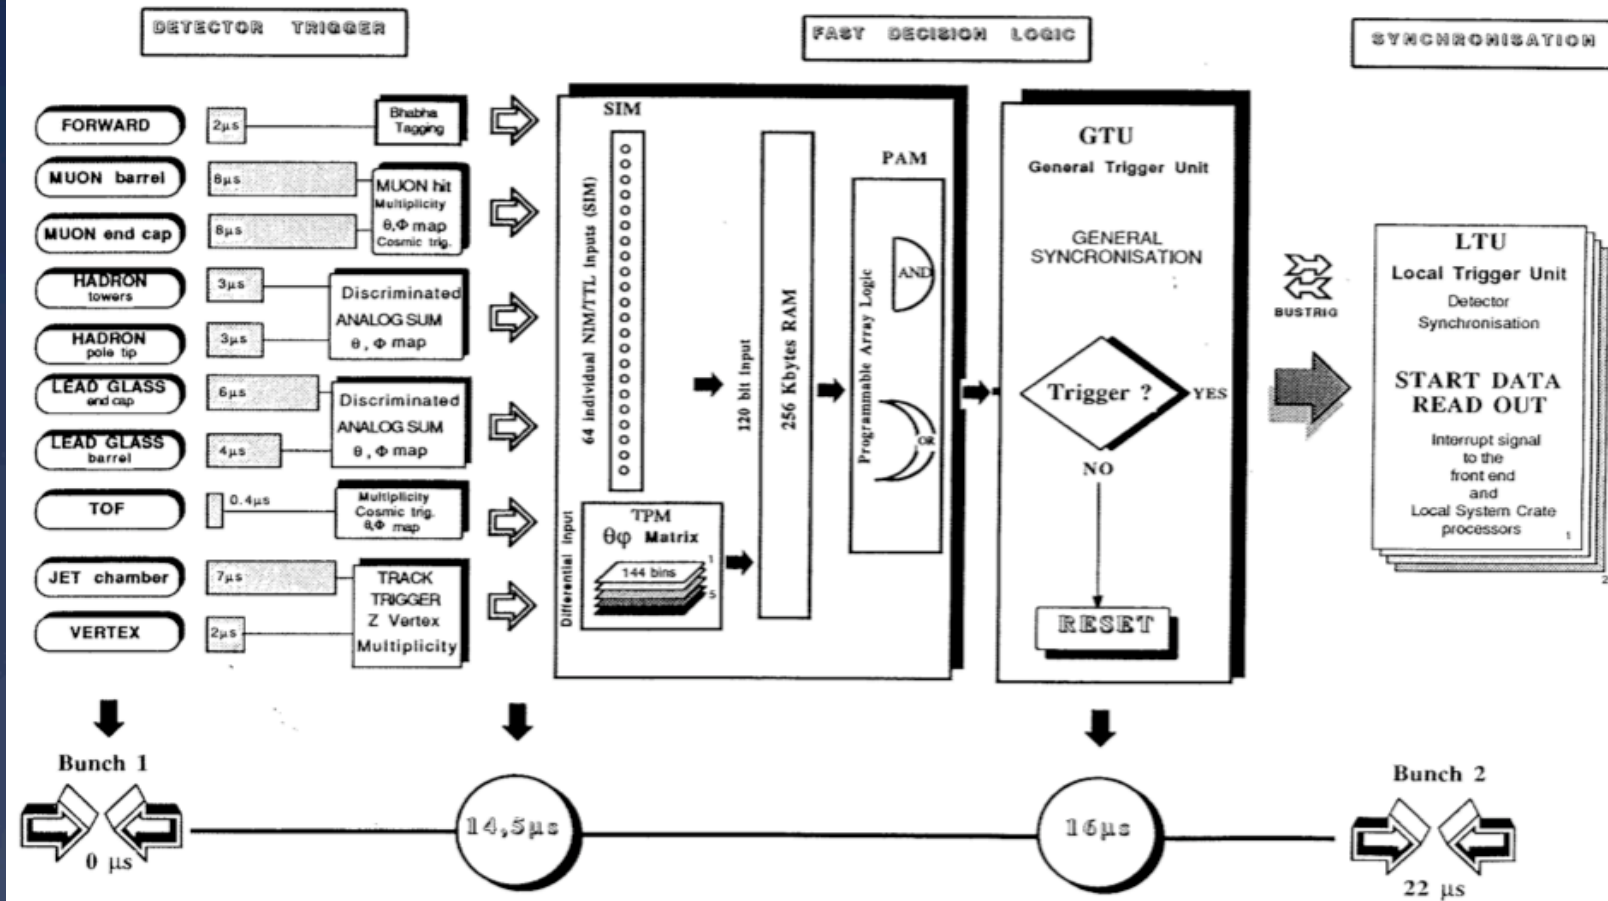 DETECTOR TRIGGER
FAST DECISION LOGIC
SYNCHRONISATION
FORWARD
2µs
Bhabha
Tagging
MUON barrel
8µs
MUON end cap
8µs
MUON hit
Multiplicity
θ,Φ map
Cosmic trig.
HADRON
towers
3µs
HADRON
pole tip
3µs
Discriminated
ANALOG SUM
θ , Φ map
LEAD GLASS
end cap
6µs
LEAD GLASS
barrel
4µs
Discriminated
ANALOG SUM
θ , Φ map
TOF
0.4µs
Multiplicity
Cosmic trig.
θ,Φ map
JET chamber
7µs
VERTEX
2µs
TRACK
TRIGGER
Z Vertex
Multiplicity
SIM
64 individual NIM/TTL Inputs (SIM)
Differential Input
TPM
θφ Matrix
144 bins
1
5
120 bit Input
256 Kbytes RAM
PAM
Programmable Array Logic
AND
OR
GTU
General Trigger Unit
GENERAL
SYNCRONISATION
Trigger ?
YES
NO
RESET
BUSTRIG
LTU
Local Trigger Unit
Detector
Synchronisation
START DATA
READ OUT
Interrupt signal
to the
front end
and
Local System Crate
processors
1
2
Bunch 1
0 µs
14,5µs
16µs
Bunch 2
22 µs